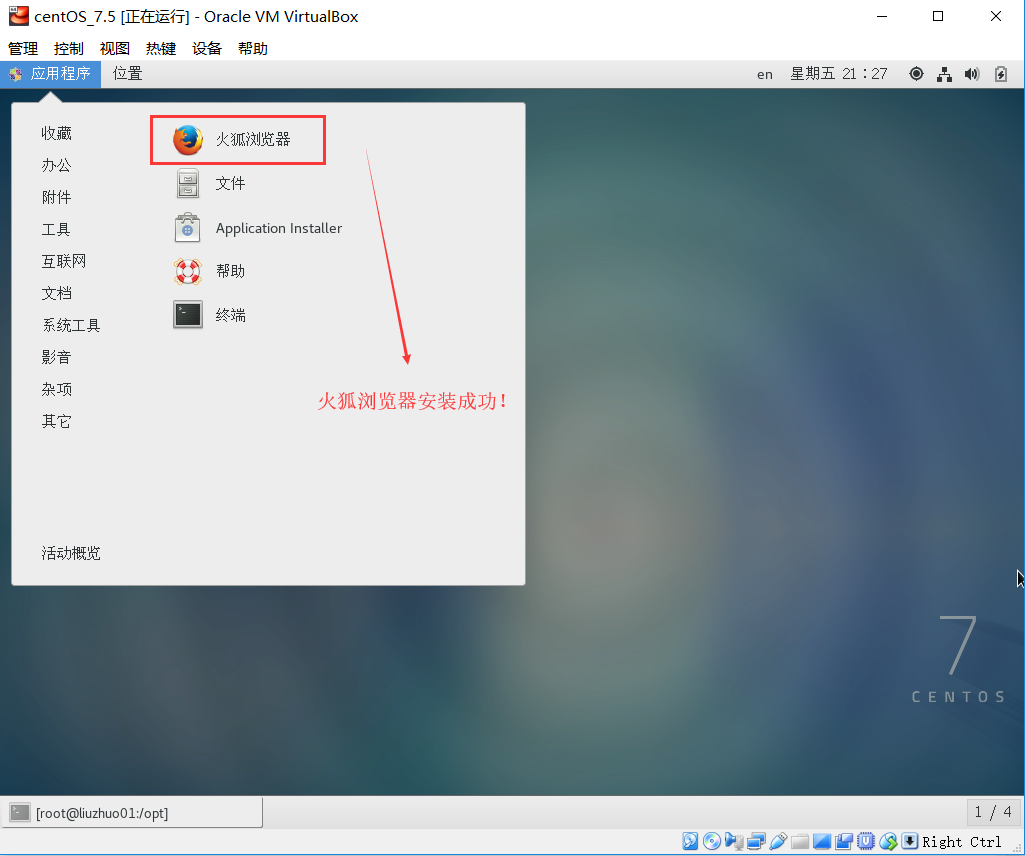 centOS_7.5 [正在运行] - Oracle VM VirtualBox
管理 控制 视图 热键 设备 帮助
应用程序 位置 en 星期五 21：27
收藏
办公
附件
工具
互联网
文档
系统工具
影音
杂项
其它
活动概览
火狐浏览器
文件
Application Installer
帮助
终端
火狐浏览器安装成功!
7
CENTOS
[root@liuzhuo01:/opt]
1 / 4
Right Ctrl